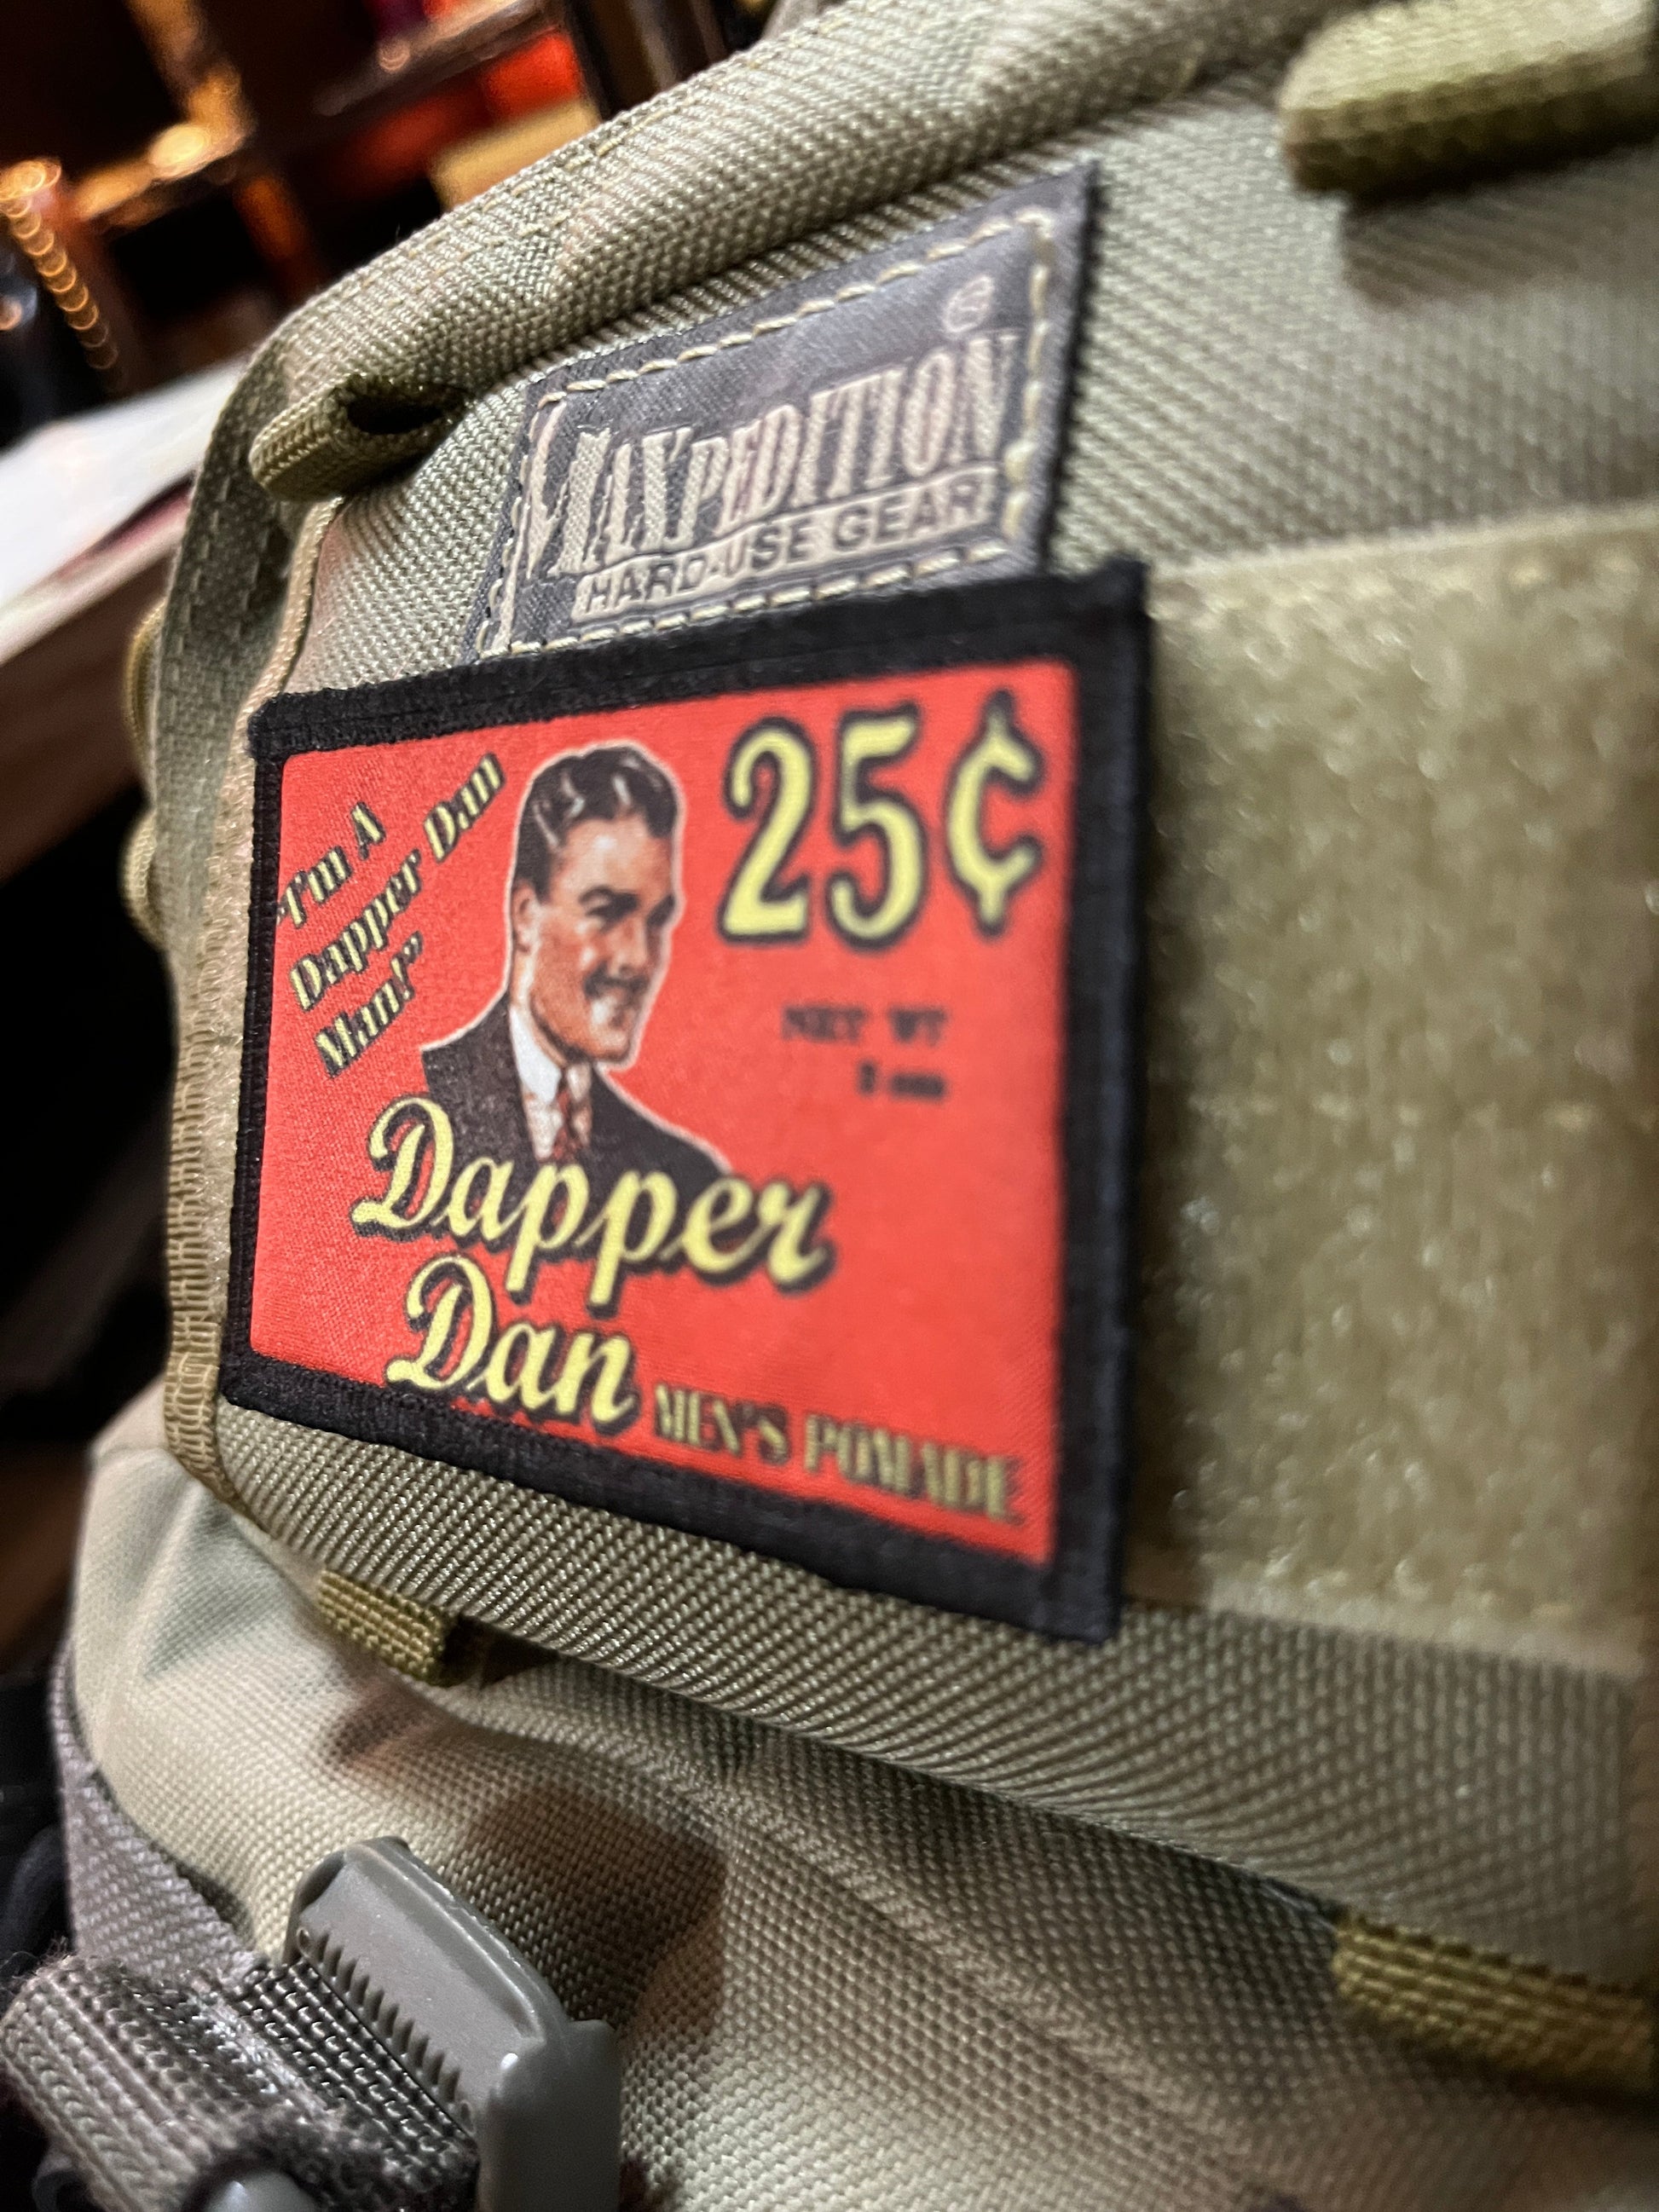 MAXPEDITION
HARD-USE GEAR
"I'm A
Dapper Dan
Man!"
25¢
NET WT
Dapper
Dan
MEN'S POMADE